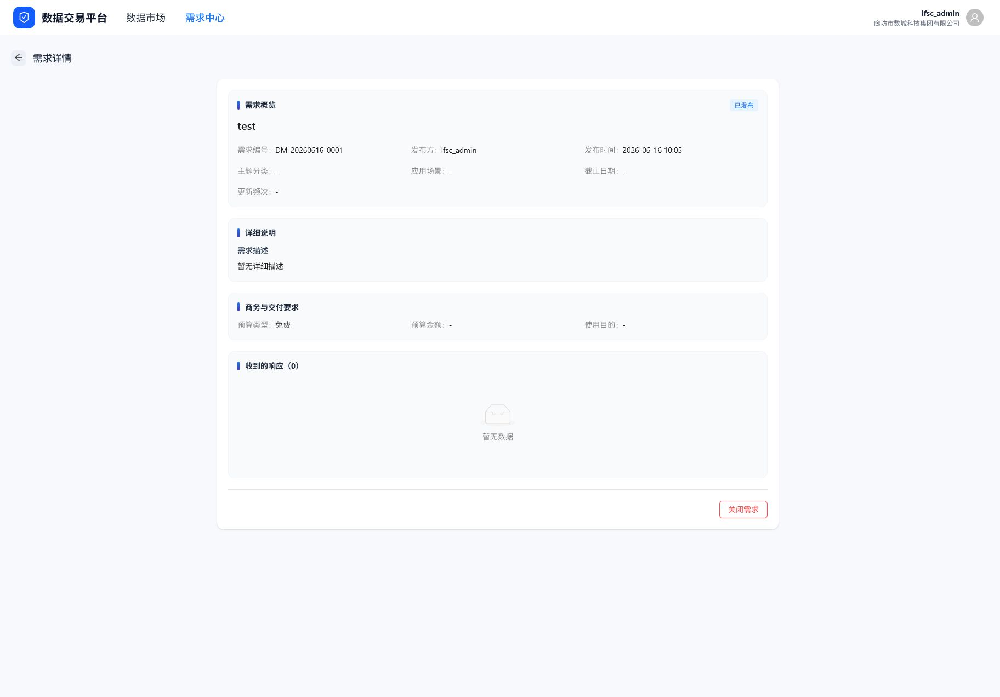 数据交易平台 数据市场 需求中心
lfsc_admin
廊坊市数城科技集团有限公司
需求详情
需求概览 已发布
test
需求编号：DM-20260616-0001 发布方：lfsc_admin 发布时间：2026-06-16 10:05
主题分类：- 应用场景：- 截止日期：-
更新频次：-
详细说明
需求描述
暂无详细描述
商务与交付要求
预算类型：免费 预算金额：- 使用目的：-
收到的响应（0）
暂无数据
关闭需求